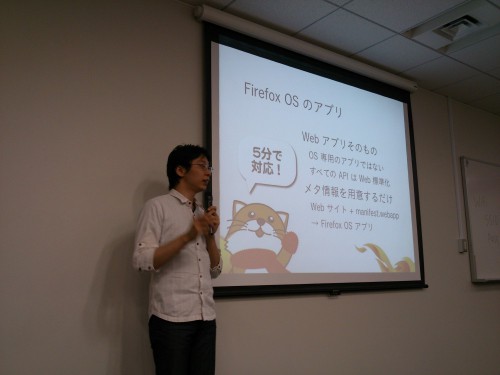 Firefox OS のアプリ
Web アプリそのもの
OS 専用のアプリではない
すべての API は Web 標準化
メタ情報を用意するだけ
Web サイト + manifest.webapp
→ Firefox OS アプリ
5分で
対応！